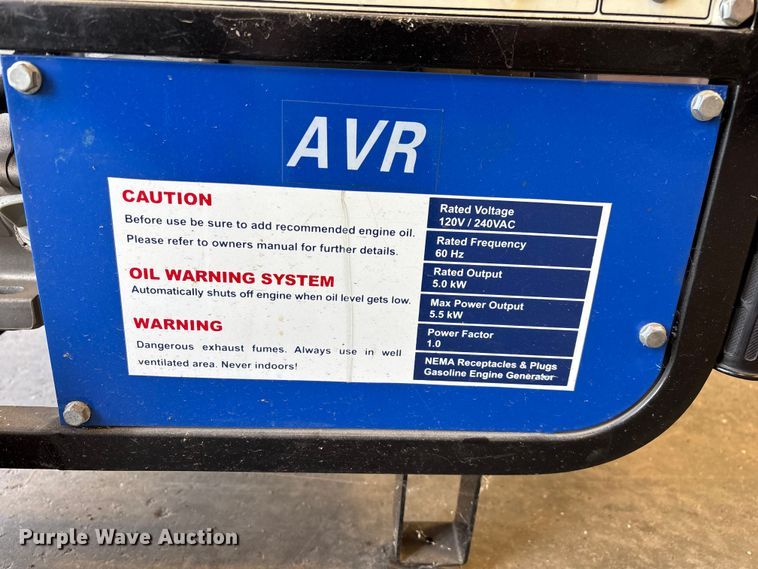 AVR
CAUTION
Before use be sure to add recommended engine oil.
Please refer to owners manual for further details.
OIL WARNING SYSTEM
Automatically shuts off engine when oil level gets low.
WARNING
Dangerous exhaust fumes. Always use in well
ventilated area. Never indoors!
Rated Voltage
120V / 240VAC
Rated Frequency
60 Hz
Rated Output
5.0 kW
Max Power Output
5.5 kW
Power Factor
1.0
NEMA Receptacles & Plugs
Gasoline Engine Generator
Purple Wave Auction